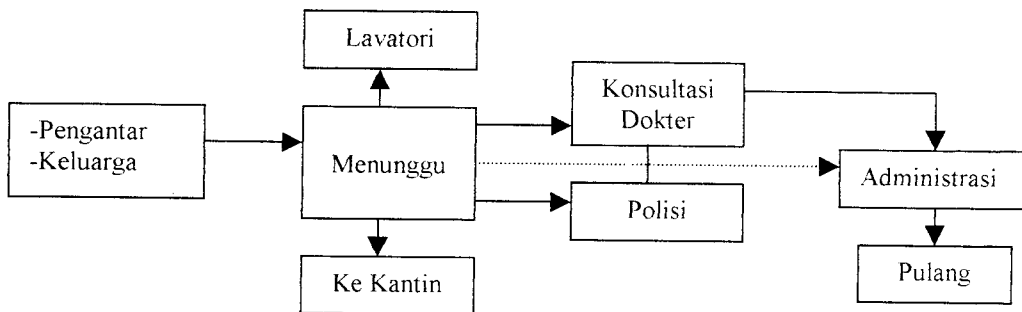 Lavatori
-Pengantar
-Keluarga
Menunggu
Konsultasi
Dokter
Polisi
Administrasi
Ke Kantin
Pulang